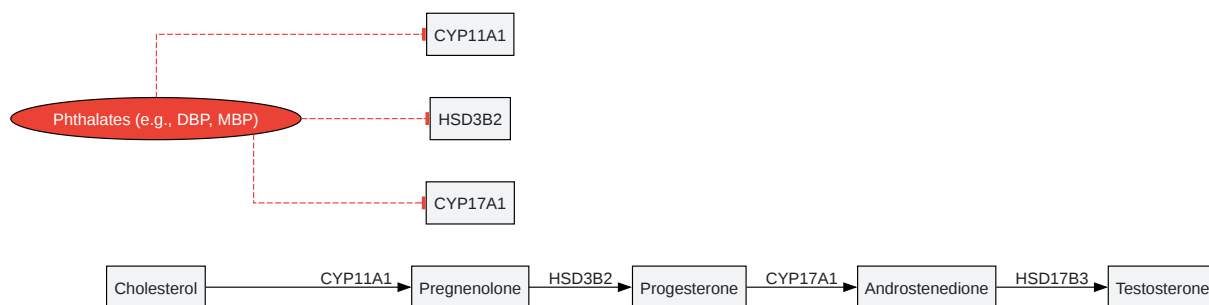 CYP11A1
Phthalates (e.g., DBP, MBP)
HSD3B2
CYP17A1
CYP11A1
HSD3B2
CYP17A1
HSD17B3
Cholesterol
Pregnenolone
Progesterone
Androstenedione
Testosterone